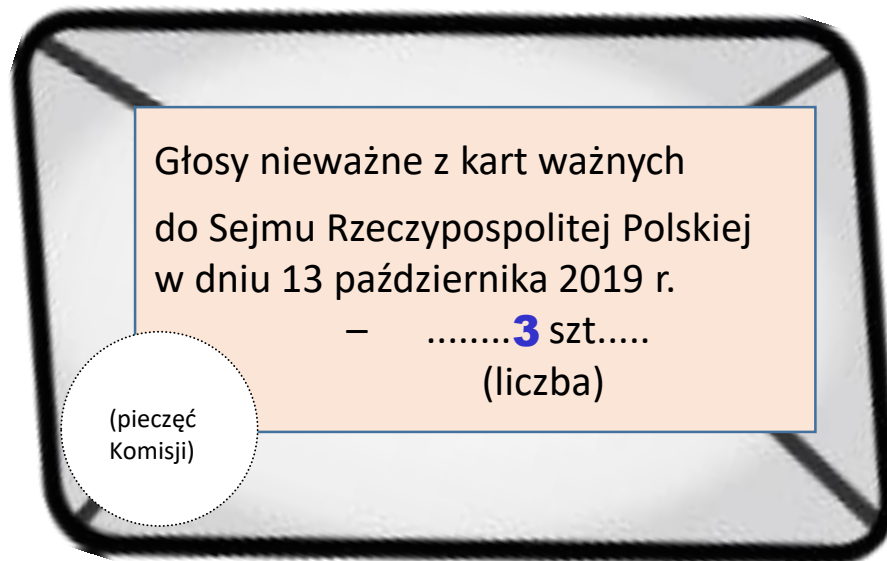 Głosy nieważne z kart ważnych
do Sejmu Rzeczypospolitej Polskiej
w dniu 13 października 2019 r.
– ........3 szt.....
(liczba)
(pieczęć
Komisji)